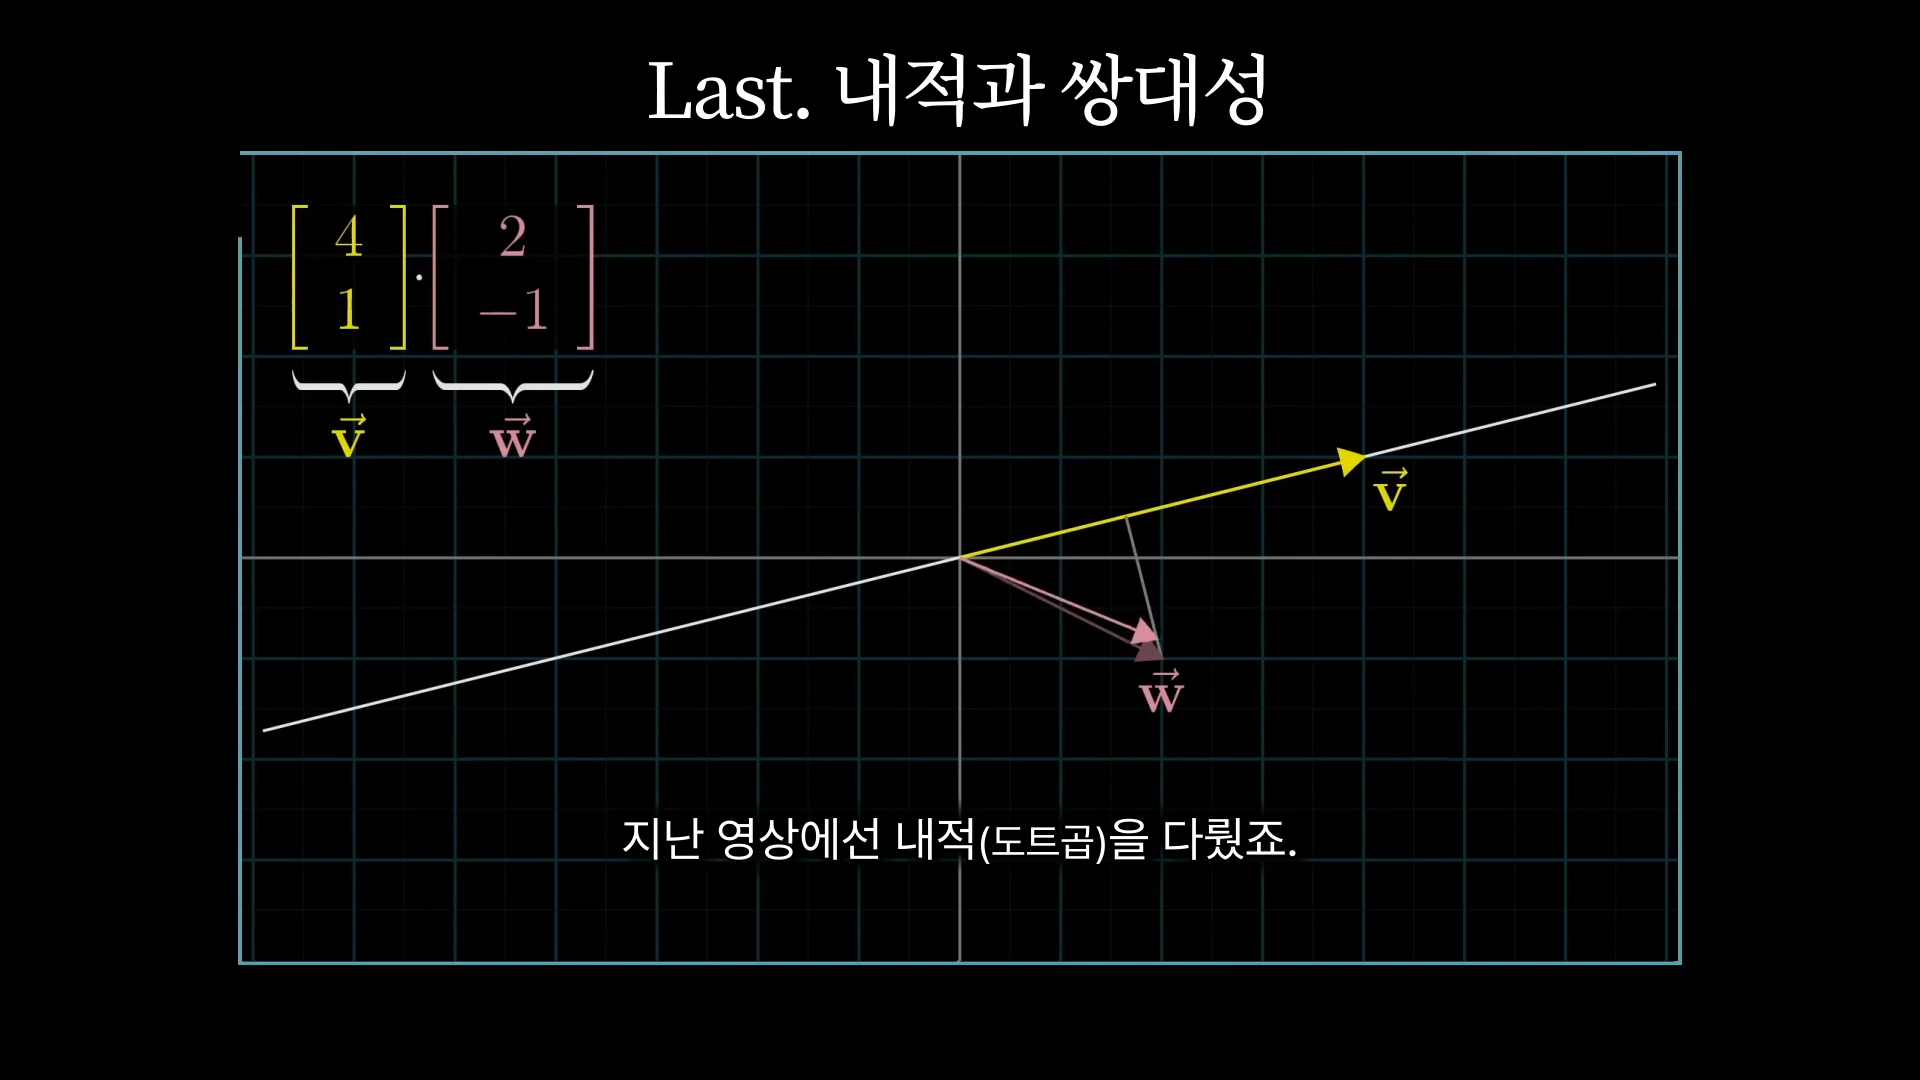 Last. 내적과 쌍대성
4 2
1 −1
v w
v
w
지난 영상에선 내적(도트곱)을 다뤘죠.